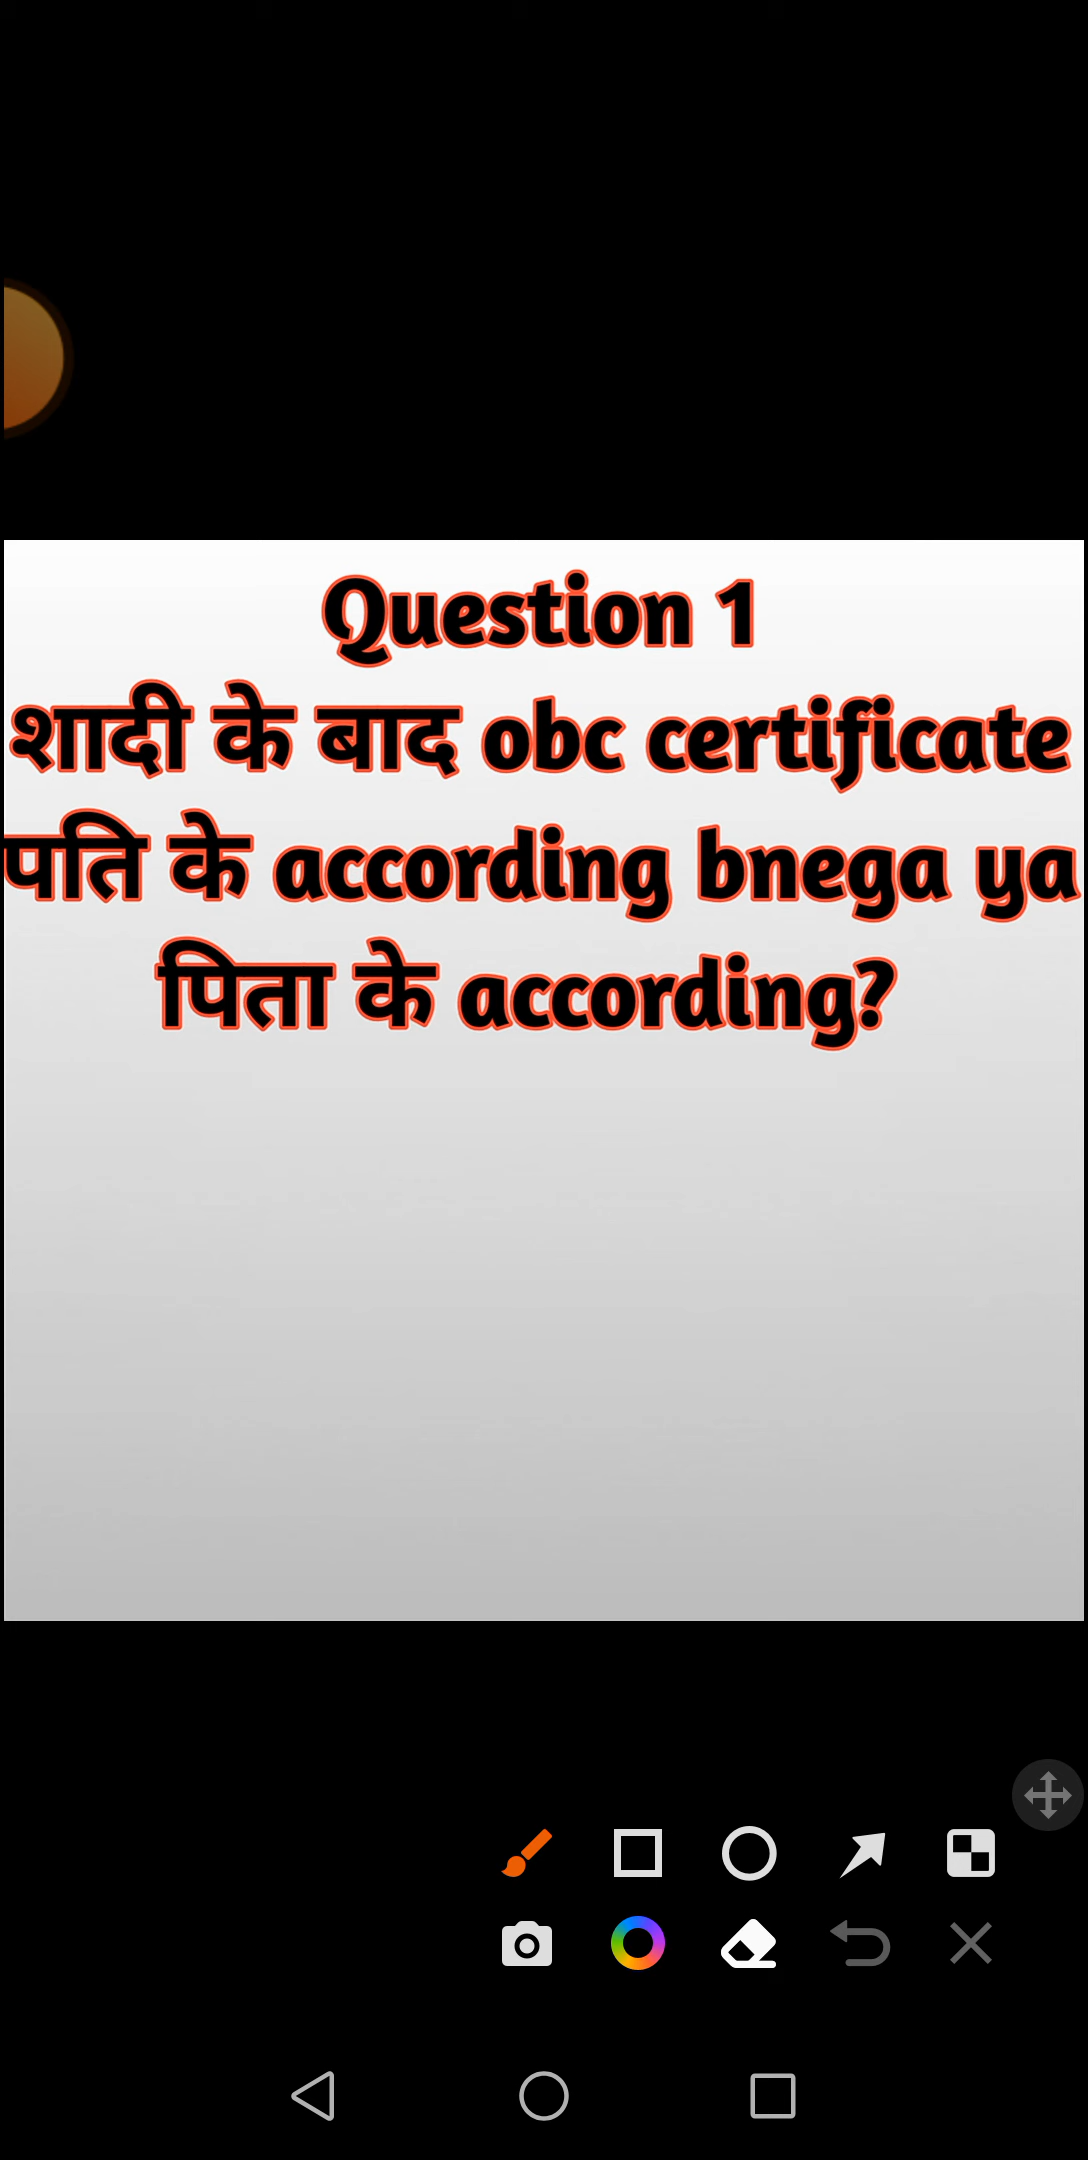 Question 1
शादी के बाद obc certificate
पति के according bnega ya
पिता के according?